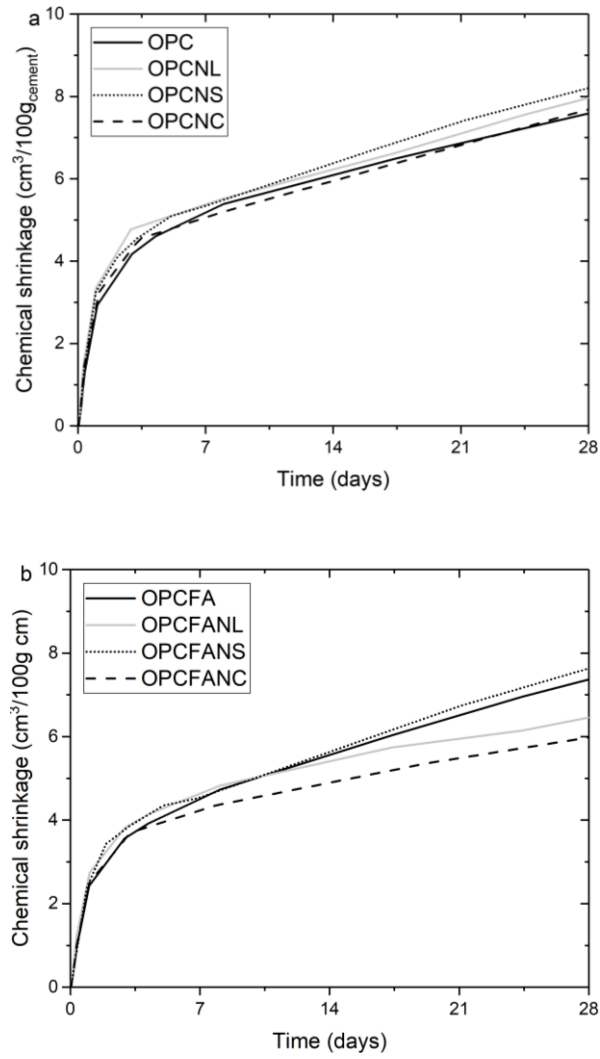 a
10
8
6
4
2
0
Chemical shrinkage (cm³/100g cement)
OPC
OPCNL
OPCNS
OPCNC
0 7 14 21 28
Time (days)
b
10
8
6
4
2
0
Chemical shrinkage (cm³/100g cm)
OPCFA
OPCFANL
OPCFANS
OPCFANC
0 7 14 21 28
Time (days)